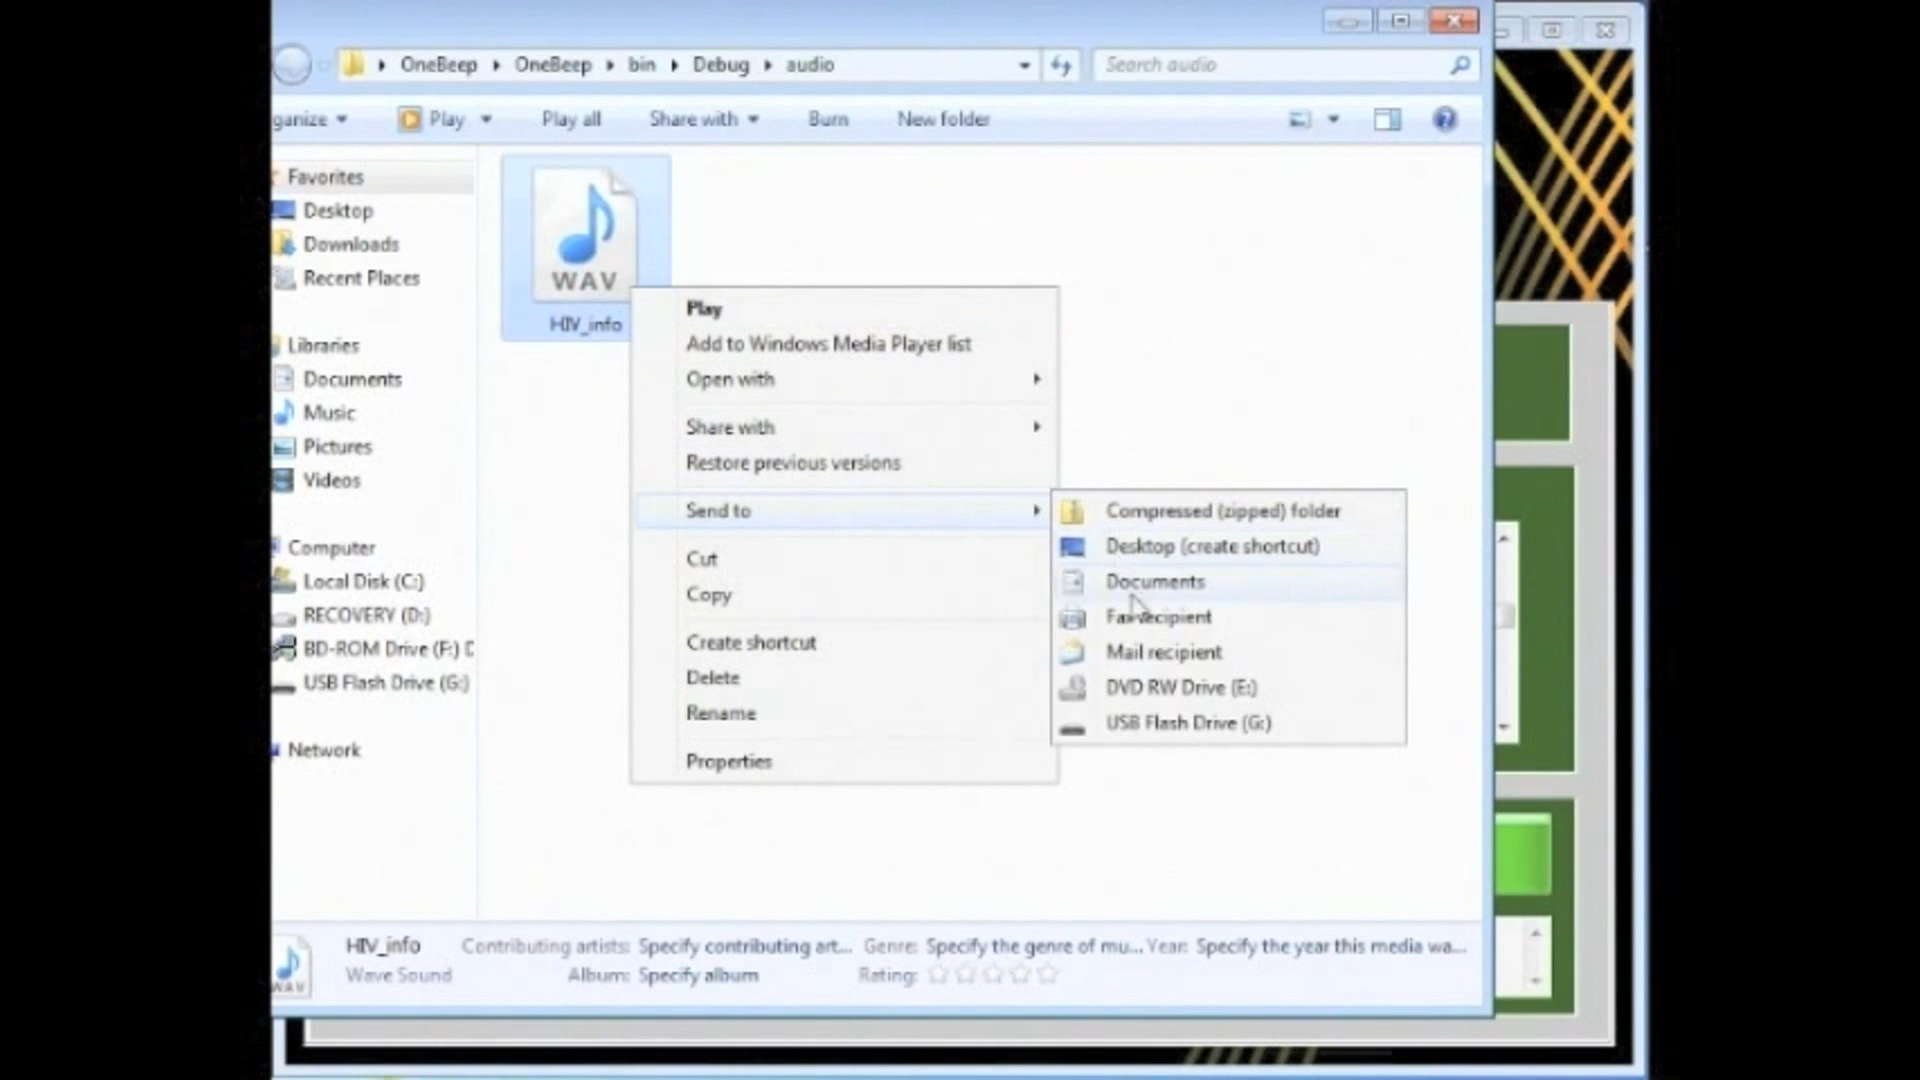 OneBeep OneBeep bin Debug audio
Search audio
ganize Play Play all Share with Burn New folder
Favorites
Desktop
Downloads
Recent Places
Libraries
Documents
Music
Pictures
Videos
Computer
Local Disk (C:)
RECOVERY (D:)
BD-ROM Drive (F:) D
USB Flash Drive (G:)
Network
WAV
HIV_info
Play
Add to Windows Media Player list
Open with
Share with
Restore previous versions
Send to
Cut
Copy
Create shortcut
Delete
Rename
Properties
Compressed (zipped) folder
Desktop (create shortcut)
Documents
Fax recipient
Mail recipient
DVD RW Drive (E:)
USB Flash Drive (G:)
WAV
HIV_info Contributing artists: Specify contributing art... Genre: Specify the genre of mu... Year: Specify the year this media wa...
Wave Sound Album: Specify album Rating: